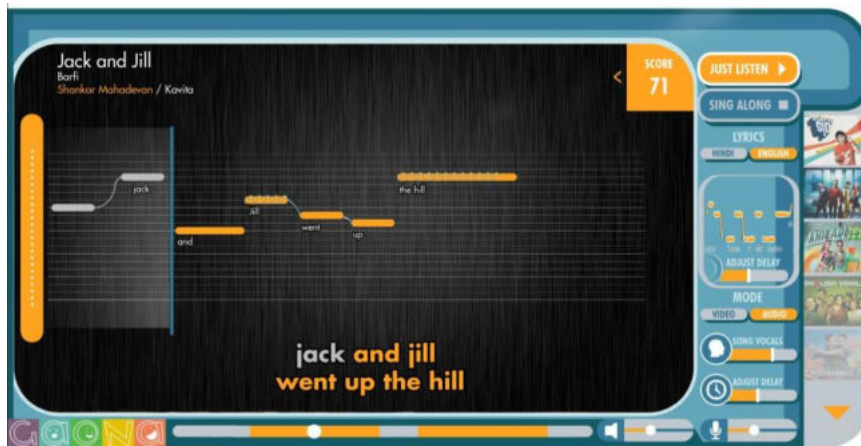 Jack and Jill
Barfi
Shankar Mahadevan / Kavita
SCORE
71
jack
and
Jill
went
up
the hill
jack and jill
went up the hill
JUST LISTEN
SING ALONG
LYRICS
HINDI ENGLISH
ADJUST DELAY
MODE
VIDEO AUDIO
SONG VOCALS
ADJUST DELAY
GaaNa